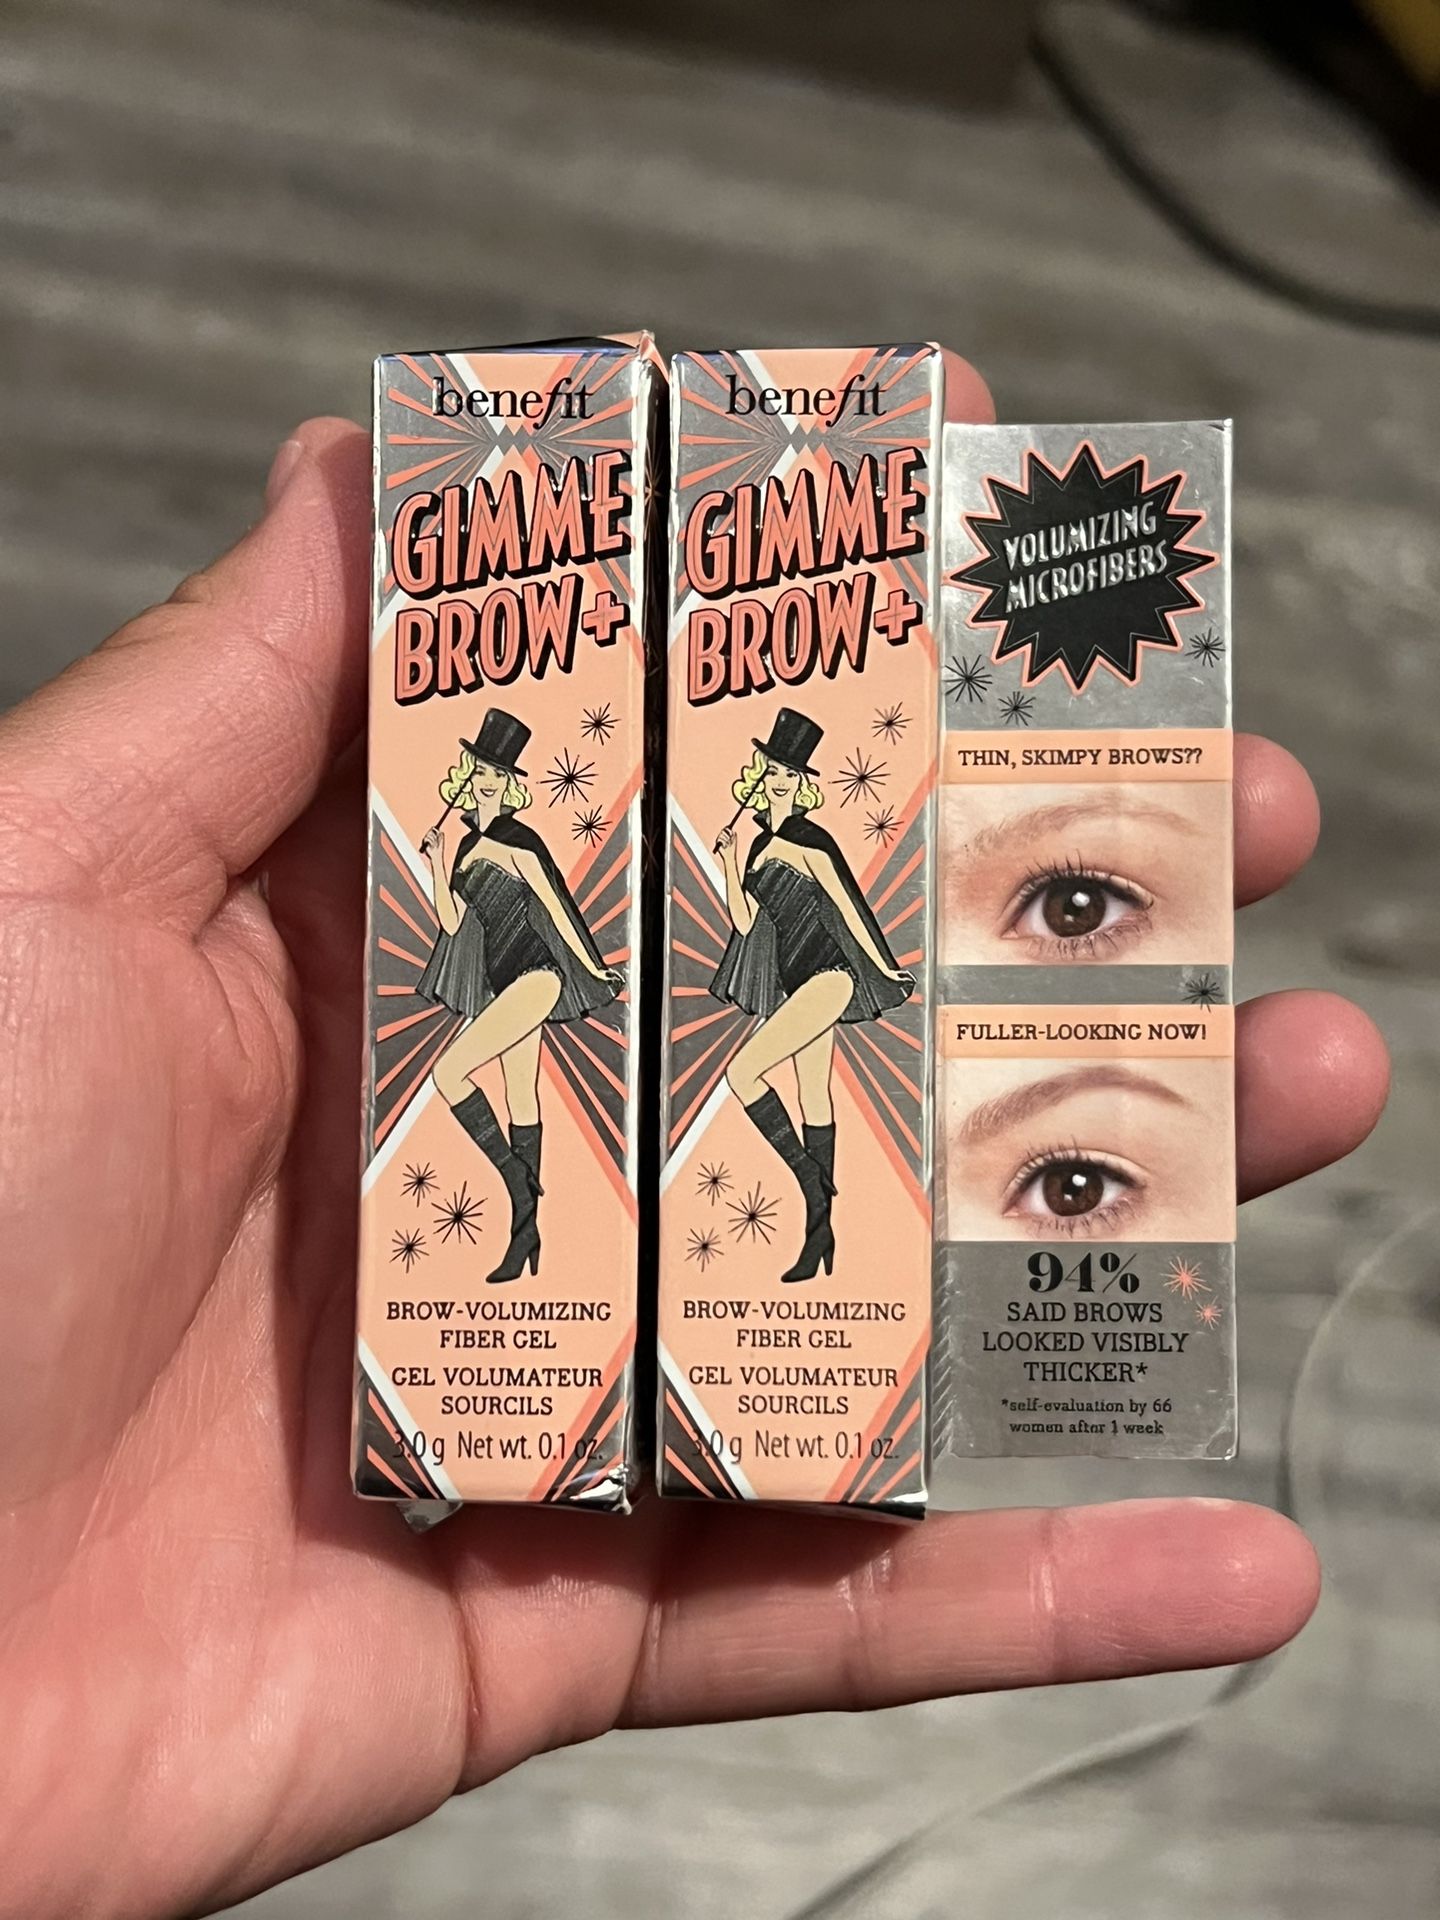 benefit
GIMME
BROW+
BROW-VOLUMIZING
FIBER GEL
GEL VOLUMATEUR
SOURCILS
3.0 g Net wt. 0.1 oz.
benefit
GIMME
BROW+
BROW-VOLUMIZING
FIBER GEL
GEL VOLUMATEUR
SOURCILS
3.0 g Net wt. 0.1 oz.
VOLUMIZING
MICROFIBERS
THIN, SKIMPY BROWS??
FULLER-LOOKING NOW!
94%
SAID BROWS
LOOKED VISIBLY
THICKER*
*self-evaluation by 66
women after 1 week